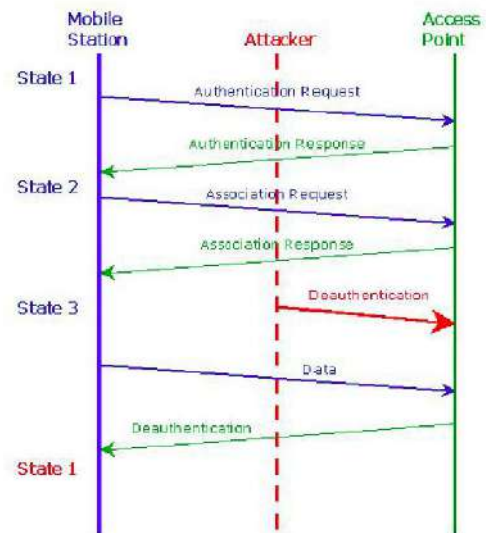 Mobile
Station
Attacker
Access
Point
State 1
Authentication Request
Authentication Response
State 2
Association Request
Association Response
Deauthentication
State 3
Data
Deauthentication
State 1